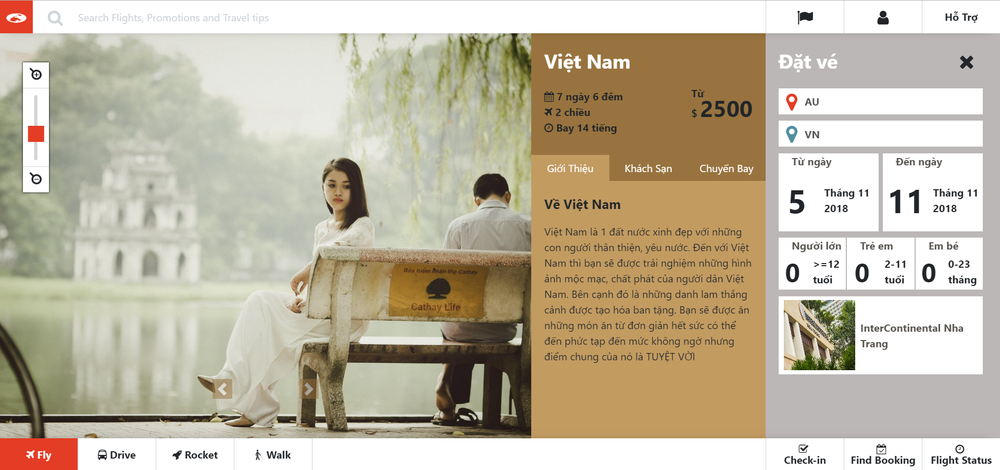 Search Flights, Promotions and Travel tips
Hỗ Trợ
Việt Nam
7 ngày 6 đêm
2 chiều
Bay 14 tiếng
Từ
$ 2500
Giới Thiệu
Khách Sạn
Chuyến Bay
Về Việt Nam
Việt Nam là 1 đất nước xinh đẹp với những
con người thân thiện, yêu nước. Đến với Việt
Nam thì bạn sẽ được trải nghiệm những hình
ảnh mộc mạc, chất phát của người dân Việt
Nam. Bên cạnh đó là những danh lam thắng
cảnh được tạo hóa ban tặng. Bạn sẽ được ăn
những món ăn từ đơn giản hết sức có thể
đến phức tạp đến mức không ngờ nhưng
điểm chung của nó là TUYỆT VỜI
Bảo hiểm nhân thọ Cathay
Cathay Life
Đặt vé
AU
VN
Từ ngày
5
Tháng 11
2018
Đến ngày
11
Tháng 11
2018
Người lớn
0
>=12
tuổi
Trẻ em
0
2-11
tuổi
Em bé
0
0-23
tháng
InterContinental Nha
Trang
Fly
Drive
Rocket
Walk
Check-in
Find Booking
Flight Status